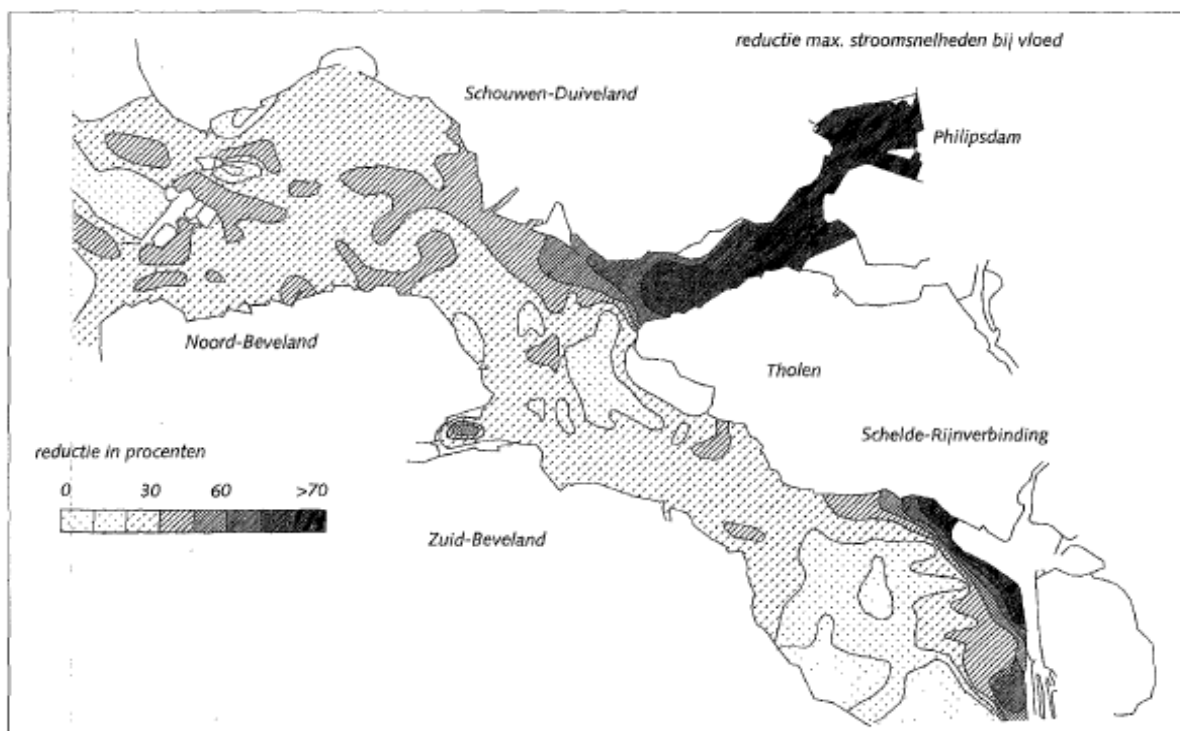 reductie max. stroomsnelheden bij vloed
Schouwen-Duiveland
Philipsdam
Noord-Beveland
Tholen
Schelde-Rijnverbinding
reductie in procenten
0 30 60 >70
Zuid-Beveland